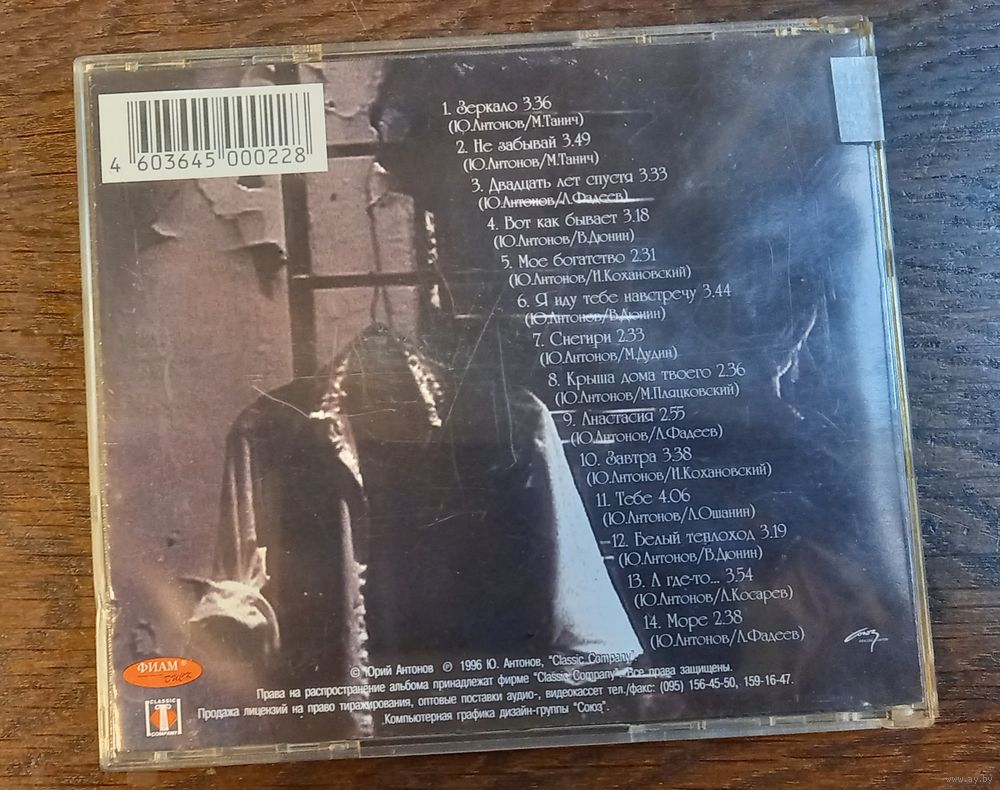 4 603645 000228
1. Зеркало 3.36
(Ю.Антонов/М.Танич)
2. Не забывай 3.49
(Ю.Антонов/М.Танич)
3. Двадцать лет спустя 3.33
(Ю.Антонов/Л.Фадеев)
4. Вот как бывает 3.18
(Ю.Антонов/В.Дюнин)
5. Мое богатство 2.31
(Ю.Антонов/И.Кохановский)
6. Я иду тебе навстречу 3.44
(Ю.Антонов/В.Дюнин)
7. Снегири 2.33
(Ю.Антонов/М.Дудин)
8. Крыша дома твоего 2.36
(Ю.Антонов/М.Пляцковский)
9. Анастасия 2.55
(Ю.Антонов/Л.Фадеев)
10. Завтра 3.38
(Ю.Антонов/И.Кохановский)
11. Тебе 4.06
(Ю.Антонов/Л.Ошанин)
12. Белый теплоход 3.19
(Ю.Антонов/В.Дюнин)
13. А где-то... 3.54
(Ю.Антонов/Л.Косарев)
14. Море 2.38
(Ю.Антонов/Л.Фадеев)
Союз
ФИАМ®
ДИСК
CLASSIC
COMPANY
© Юрий Антонов ℗ 1996 Ю. Антонов, "Classic Company".
Права на распространение альбома принадлежат фирме "Classic Company". Все права защищены.
Продажа лицензий на право тиражирования, оптовые поставки аудио-, видеокассет тел./факс: (095) 156-45-50, 159-16-47.
.Компьютерная графика дизайн-группы "Союз".
www.ay.by